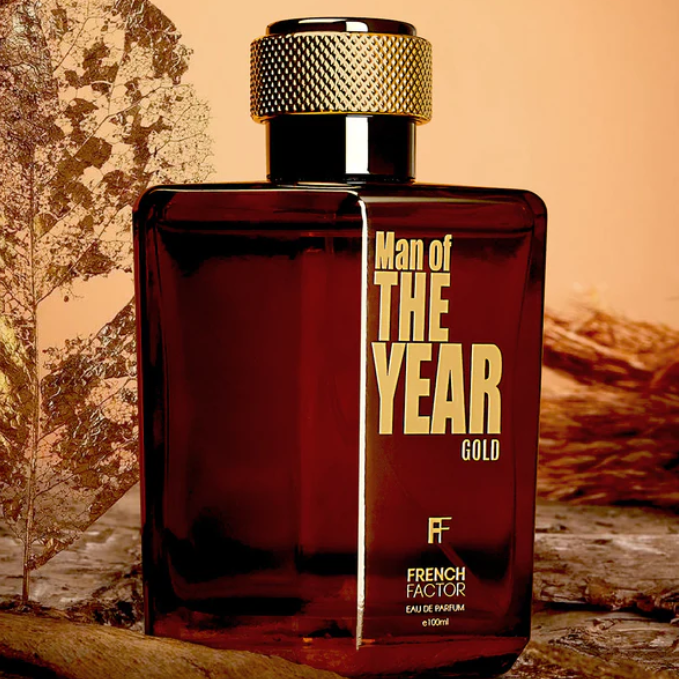 Man of
THE
YEAR
GOLD
FF
FRENCH
FACTOR
EAU DE PARFUM
e100ml